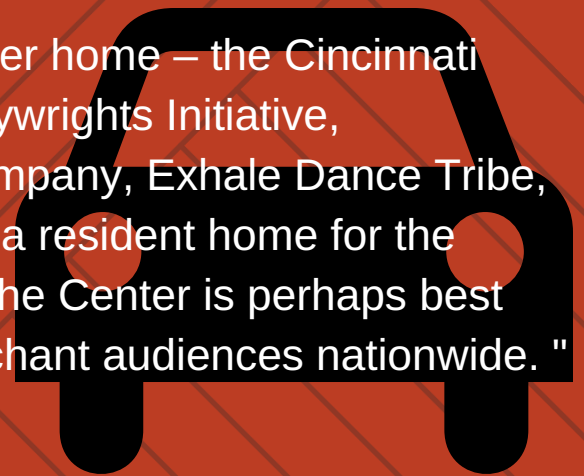 er home – the Cincinnati
ywrights Initiative,
mpany, Exhale Dance Tribe,
a resident home for the
he Center is perhaps best
chant audiences nationwide. "